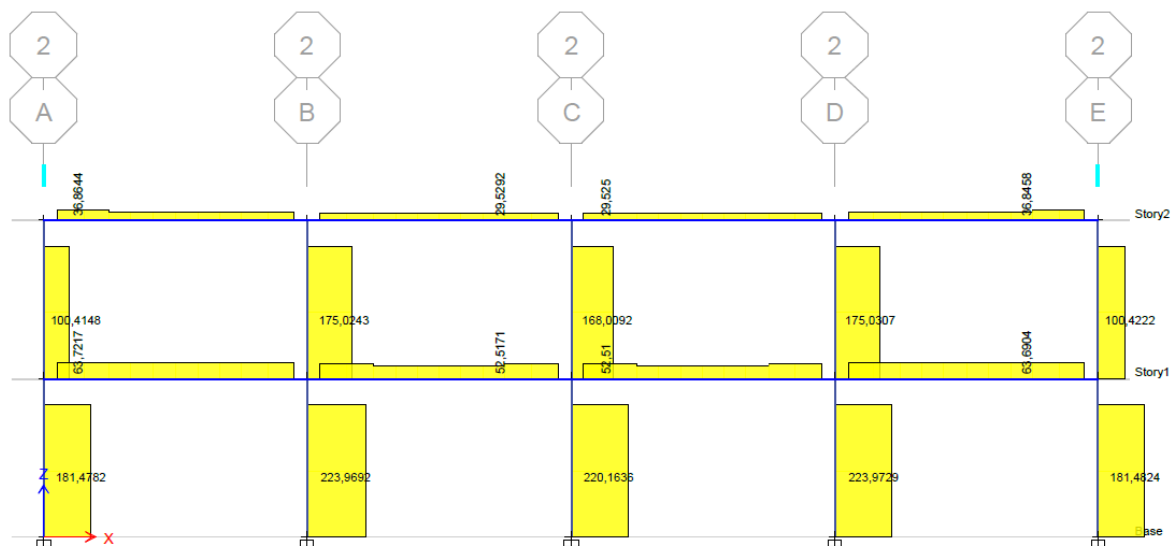 2 2 2 2 2
A B C D E
36,8644 29,5292 29,525 36,8458
Story2
100,4148 175,0243 168,0092 175,0307 100,4222
63,7217 52,5171 52,51 63,6904
Story1
181,4782 223,9692 220,1636 223,9729 181,4824
Z
Base
X